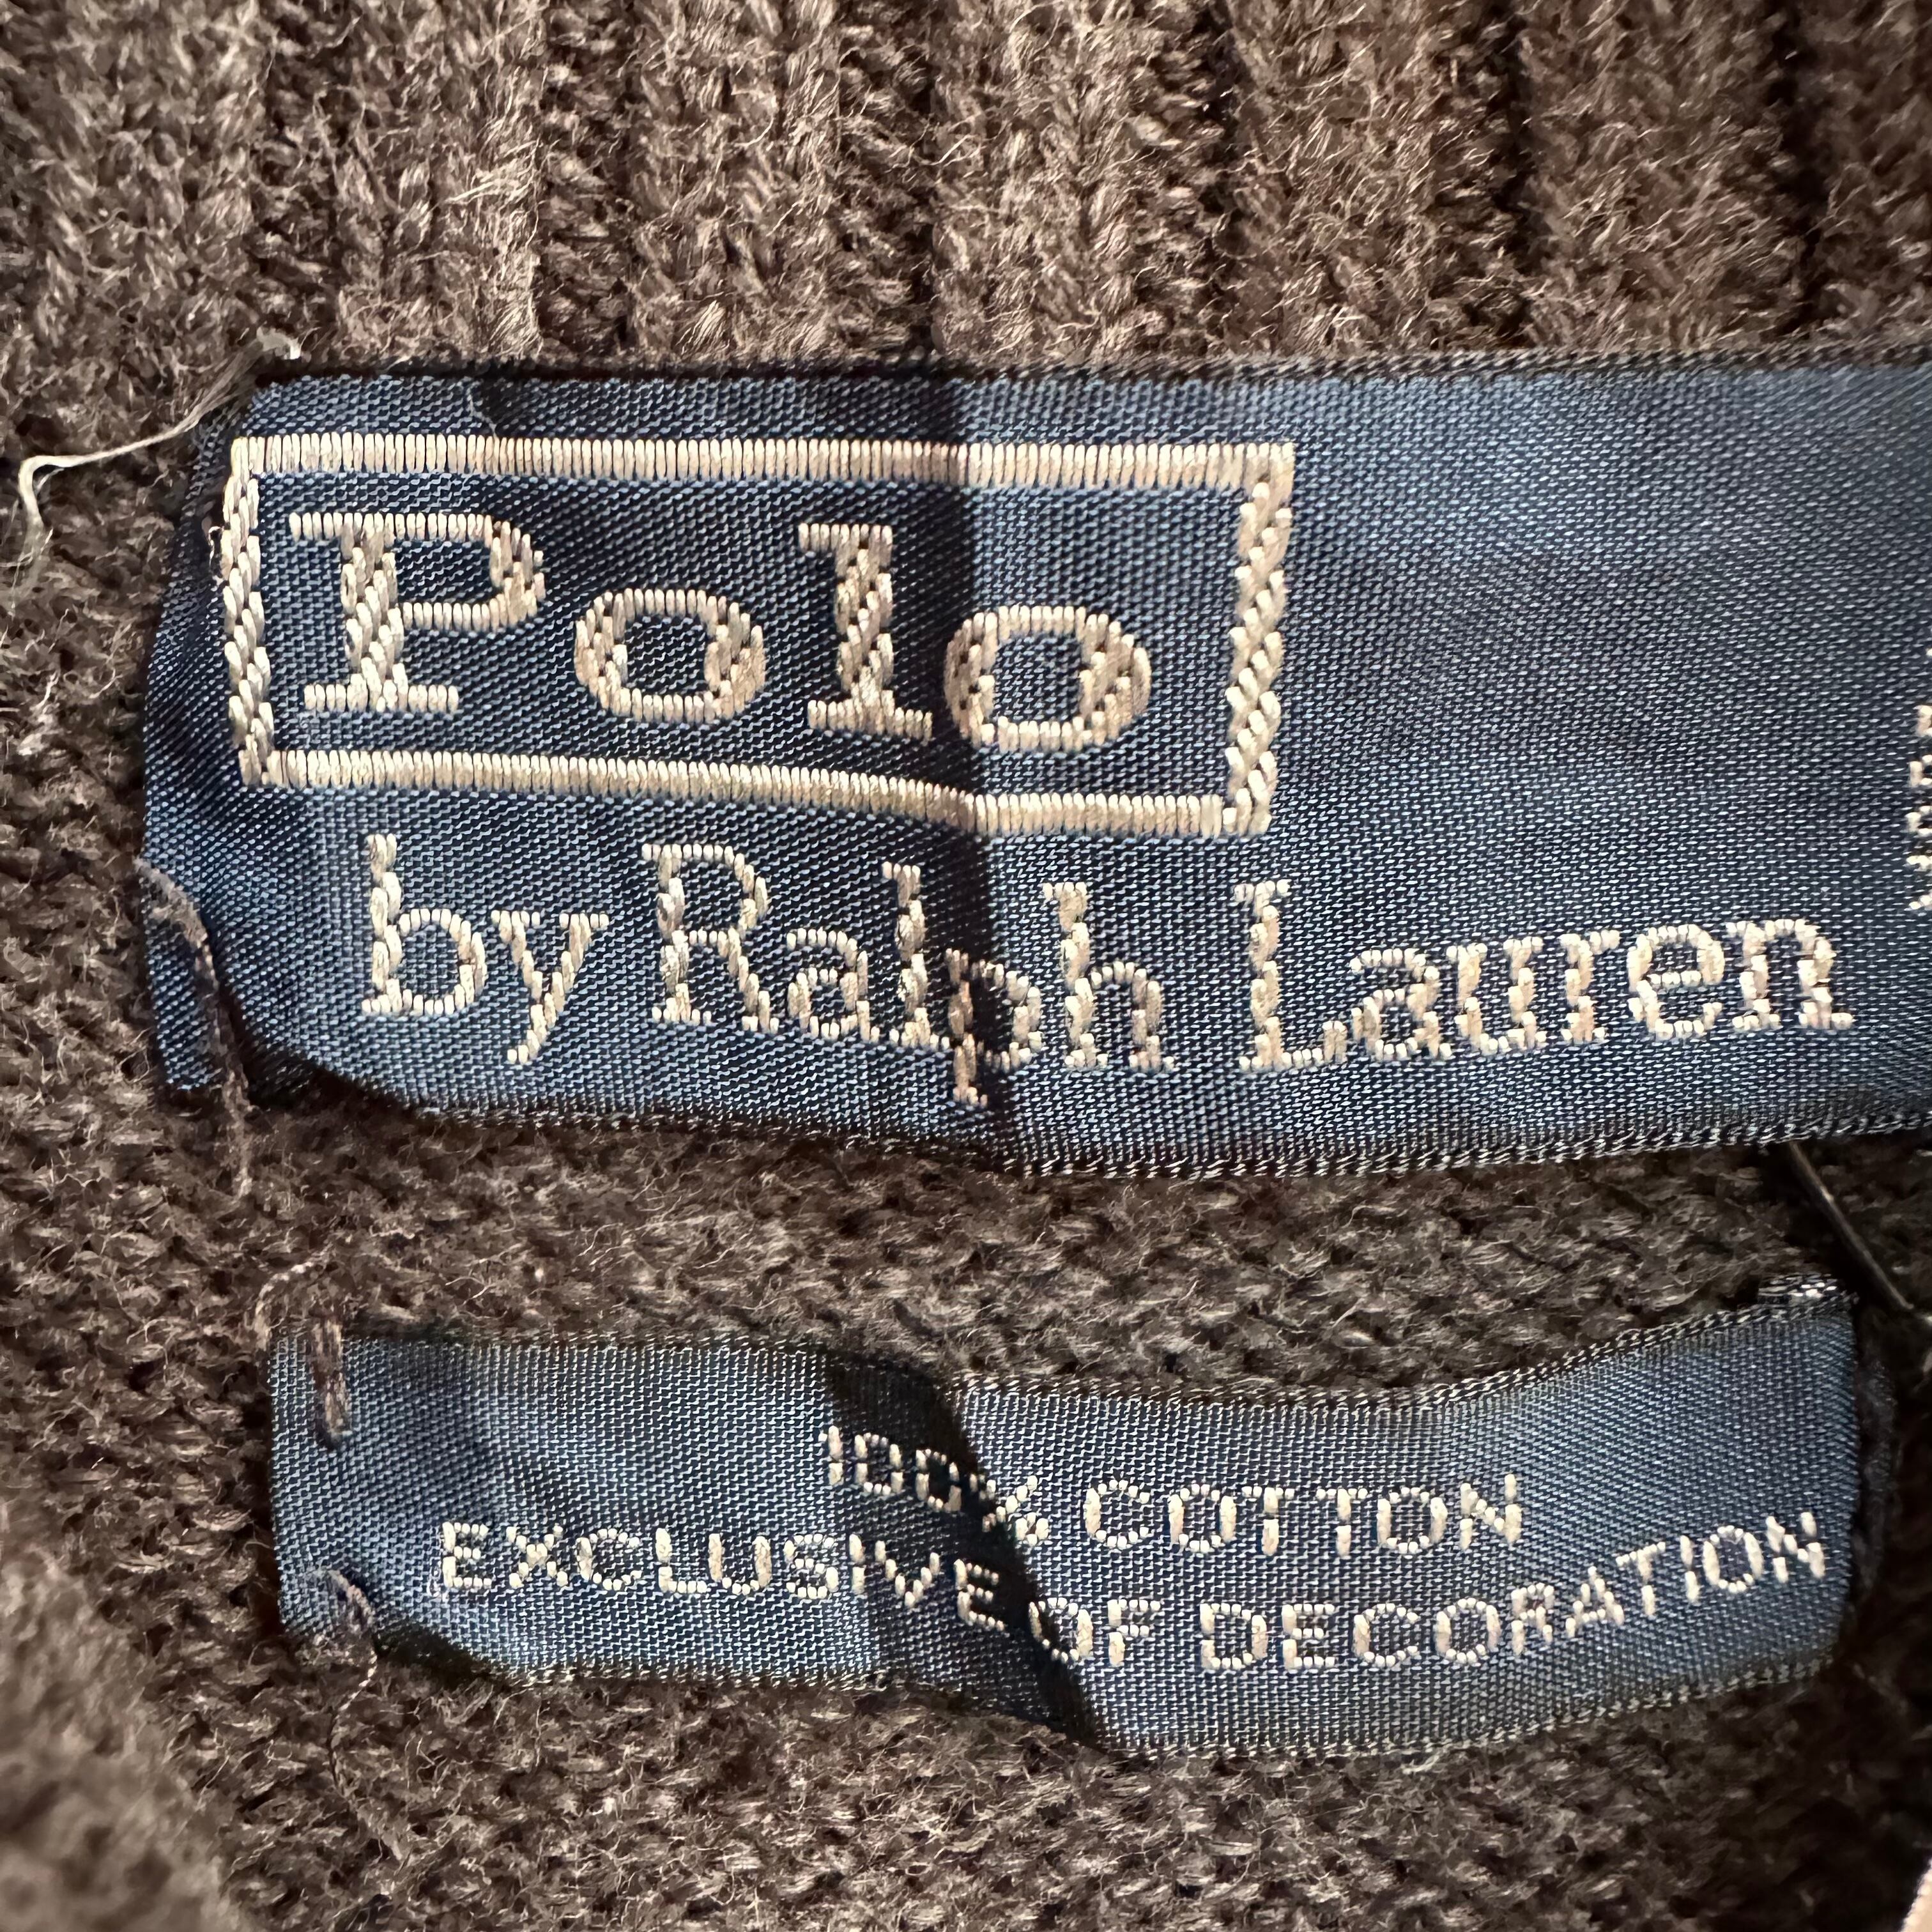 Polo
by Ralph Lauren
100% COTTON
EXCLUSIVE OF DECORATION